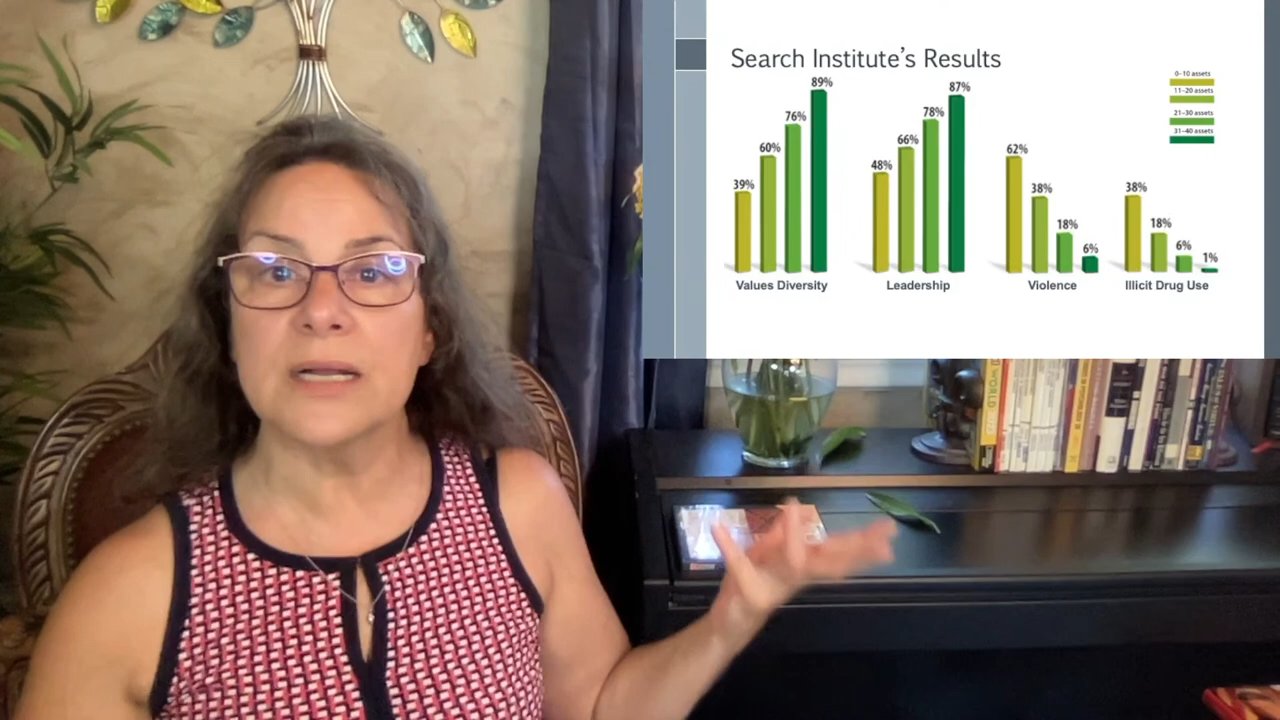 Search Institute's Results
0-10 assets
11-20 assets
21-30 assets
31-40 assets
39%
60%
76%
89%
48%
66%
78%
87%
62%
38%
18%
6%
38%
18%
6%
1%
Values Diversity
Leadership
Violence
Illicit Drug Use
WORLD